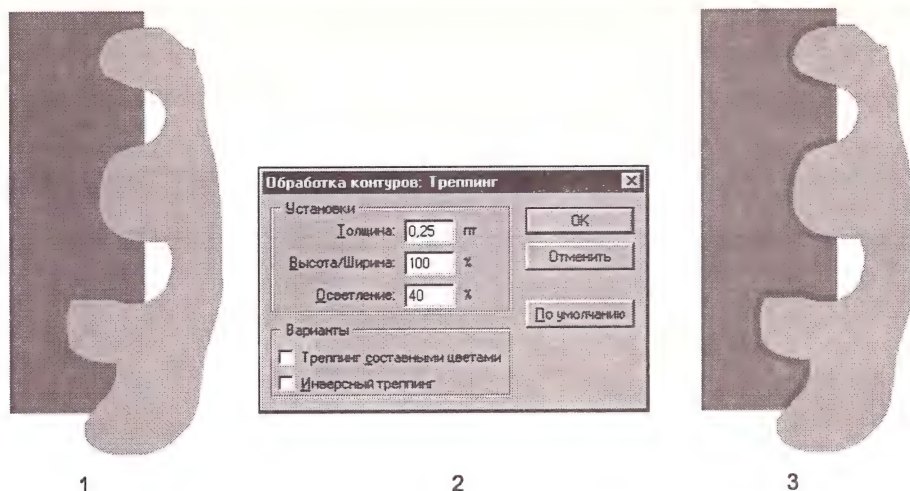 Обработка контуров: Треппинг
Установки
Толщина: 0,25 пт
Высота/Ширина: 100 %
Осветление: 40 %
Варианты
Треппинг составными цветами
Инверсный треппинг
OK
Отменить
По умолчанию
1
2
3